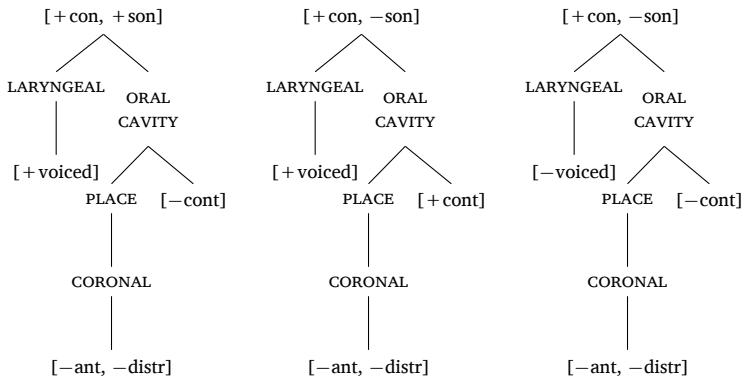 [+con, +son] [+con, −son] [+con, −son]
LARYNGEAL LARYNGEAL LARYNGEAL
ORAL ORAL ORAL
CAVITY CAVITY CAVITY
[+voiced] [+voiced] [−voiced]
PLACE [−cont] PLACE [+cont] PLACE [−cont]
CORONAL CORONAL CORONAL
[−ant, −distr] [−ant, −distr] [−ant, −distr]